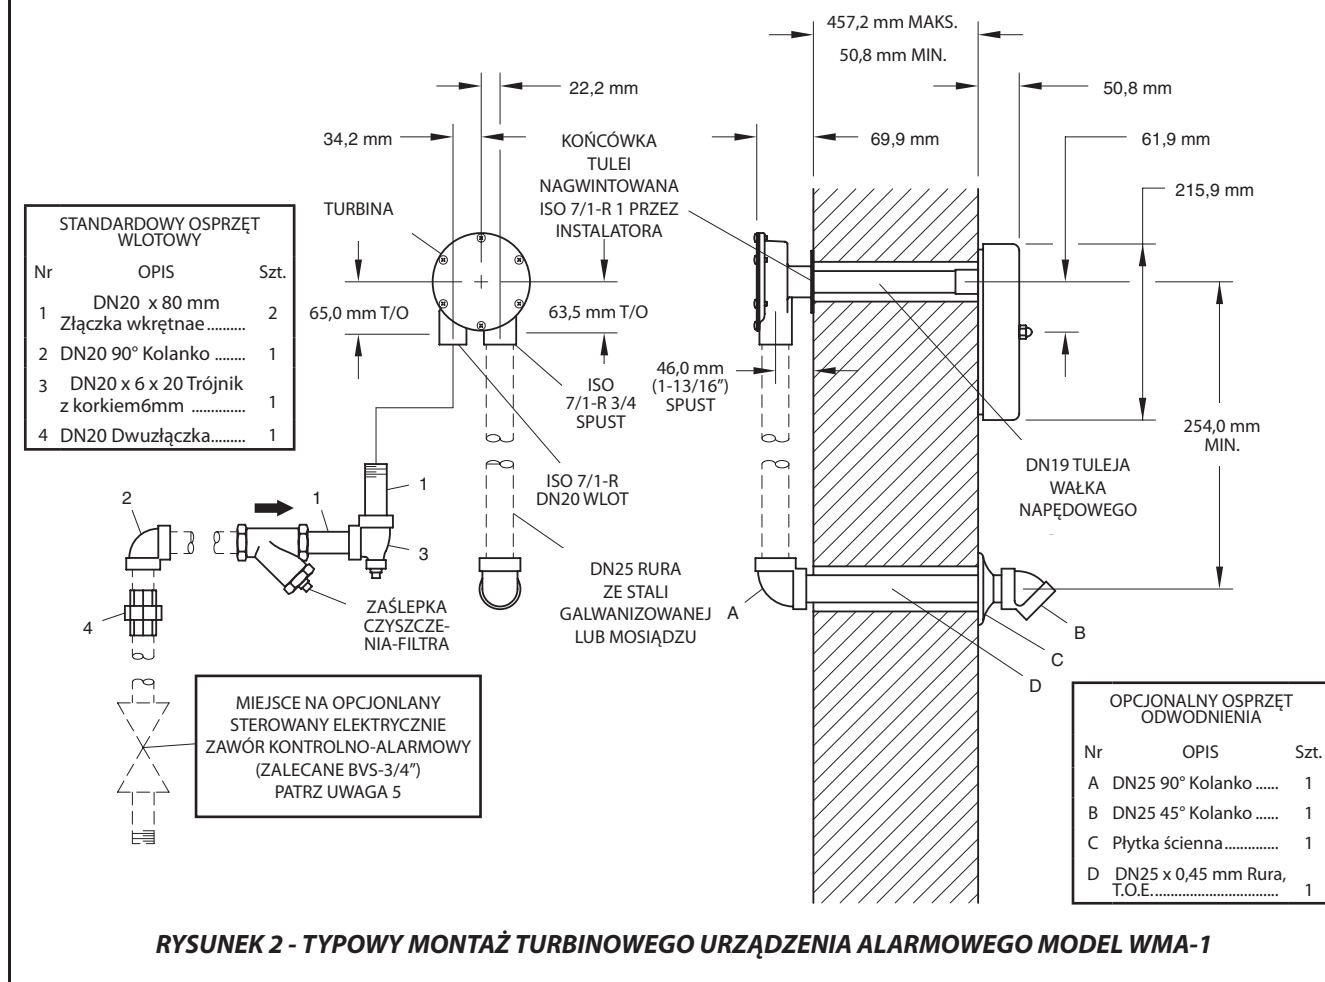 457,2 mm MAKS.
50,8 mm MIN.
22,2 mm
50,8 mm
34,2 mm
KOŃCÓWKA
TULEI
NAGWINTOWANA
ISO 7/1-R 1 PRZEZ
INSTALATORA
69,9 mm
61,9 mm
215,9 mm
TURBINA
STANDARDOWY OSPRZĘT
WLOTOWY
Nr OPIS Szt.
1 DN20 x 80 mm
Złączka wkrętnae.......... 2
2 DN20 90° Kolanko ........ 1
3 DN20 x 6 x 20 Trójnik
z korkiem6mm .............. 1
4 DN20 Dwuzłączka......... 1
65,0 mm T/O
63,5 mm T/O
46,0 mm
(1-13/16”)
SPUST
ISO
7/1-R 3/4
SPUST
254,0 mm
MIN.
DN19 TULEJA
WAŁKA
NAPĘDOWEGO
ISO 7/1-R
DN20 WLOT
1
2
1
3
4
ZAŚLEPKA
CZYSZCZE-
NIA-FILTRA
DN25 RURA
ZE STALI
GALWANIZOWANEJ
LUB MOSIĄDZU
A
B
C
D
MIEJSCE NA OPCJONLANY
STEROWANY ELEKTRYCZNIE
ZAWÓR KONTROLNO-ALARMOWY
(ZALECANE BVS-3/4”)
PATRZ UWAGA 5
OPCJONALNY OSPRZĘT
ODWODNIENIA
Nr OPIS Szt.
A DN25 90° Kolanko ...... 1
B DN25 45° Kolanko ...... 1
C Płytka ścienna.............. 1
D DN25 x 0,45 mm Rura,
T.O.E................................. 1
RYSUNEK 2 - TYPOWY MONTAŻ TURBINOWEGO URZĄDZENIA ALARMOWEGO MODEL WMA-1